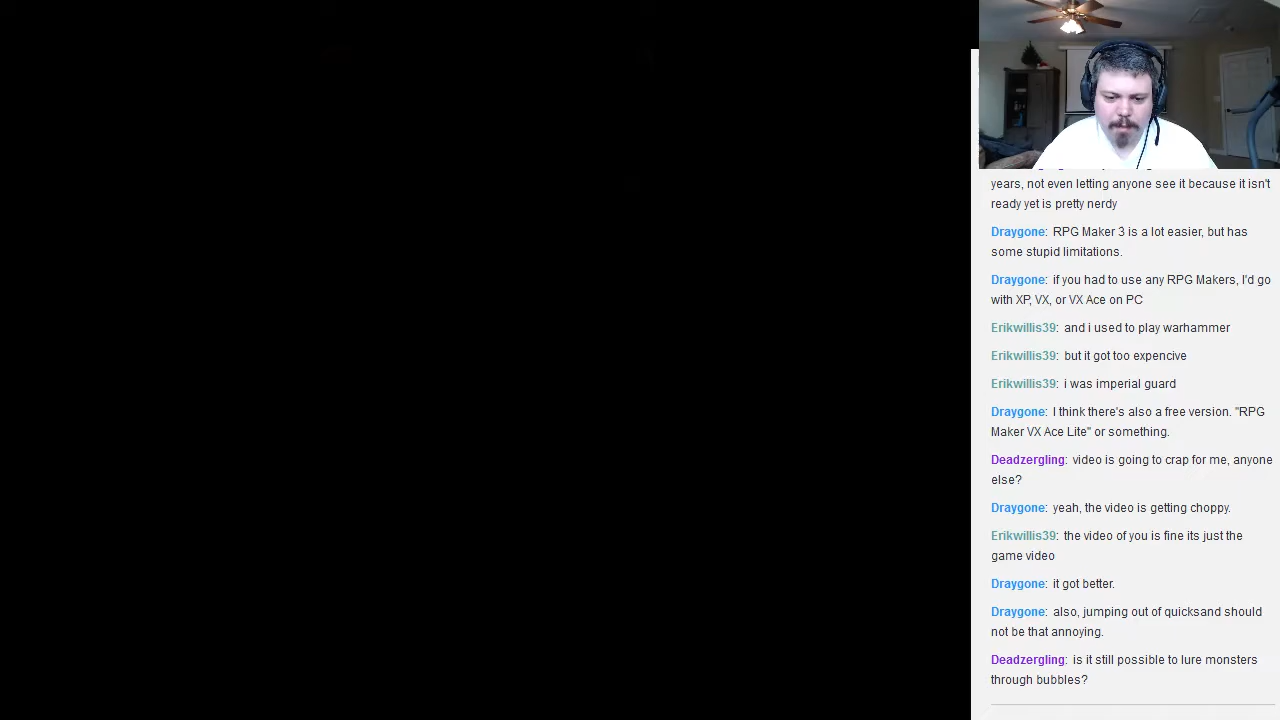 years, not even letting anyone see it because it isn't
ready yet is pretty nerdy
Draygone: RPG Maker 3 is a lot easier, but has
some stupid limitations.
Draygone: if you had to use any RPG Makers, I'd go
with XP, VX, or VX Ace on PC
Erikwillis39: and i used to play warhammer
Erikwillis39: but it got too expencive
Erikwillis39: i was imperial guard
Draygone: I think there's also a free version. "RPG
Maker VX Ace Lite" or something.
Deadzergling: video is going to crap for me, anyone
else?
Draygone: yeah, the video is getting choppy.
Erikwillis39: the video of you is fine its just the
game video
Draygone: it got better.
Draygone: also, jumping out of quicksand should
not be that annoying.
Deadzergling: is it still possible to lure monsters
through bubbles?